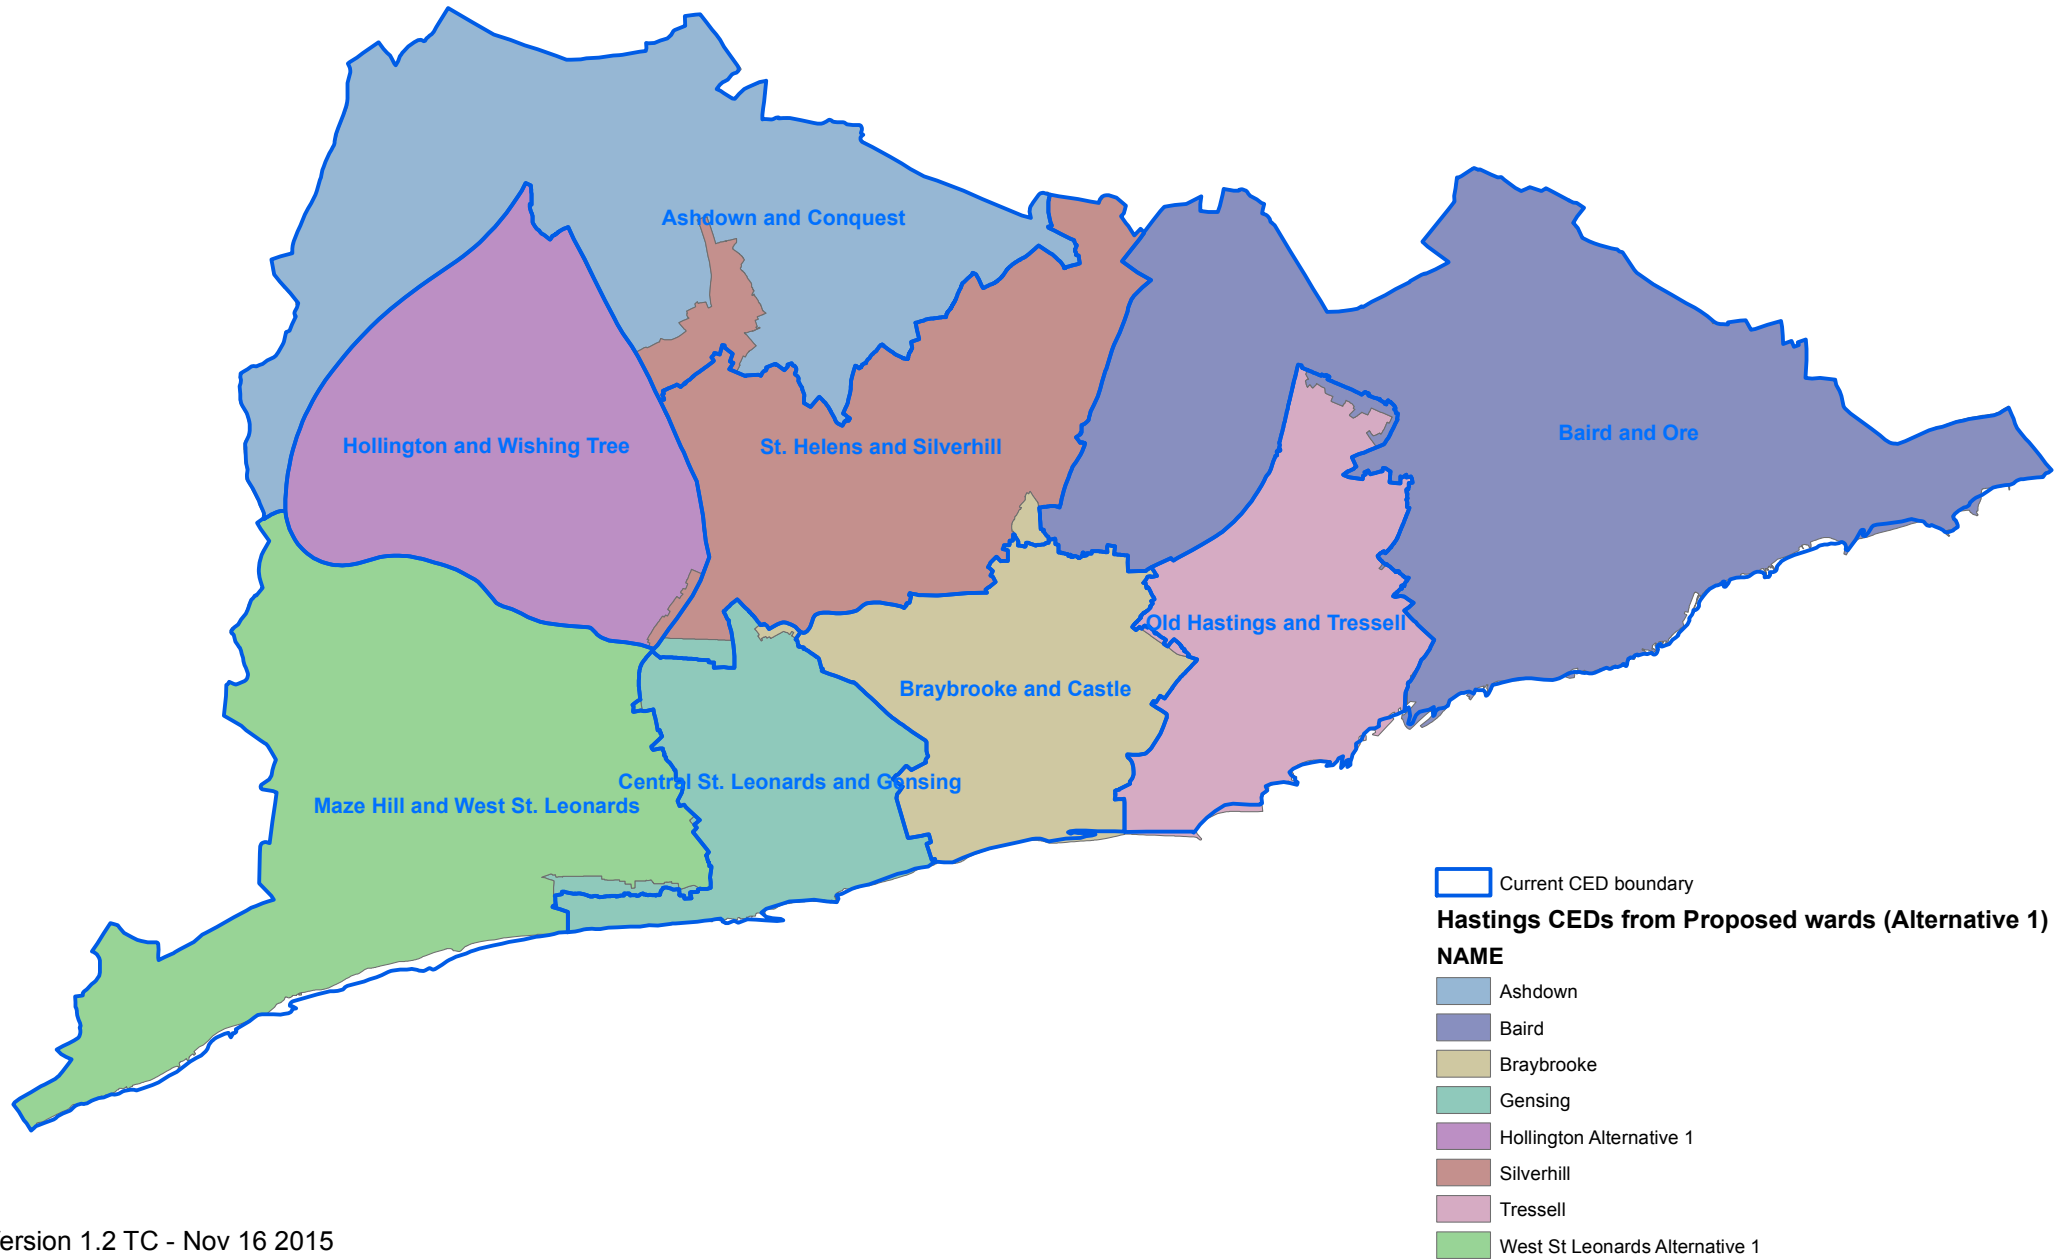 Ashdown and Conquest
Hollington and Wishing Tree
St. Helens and Silverhill
Baird and Ore
Old Hastings and Tressell
Braybrooke and Castle
Central St. Leonards and Gensing
Maze Hill and West St. Leonards
Current CED boundary
Hastings CEDs from Proposed wards (Alternative 1)
NAME
Ashdown
Baird
Braybrooke
Gensing
Hollington Alternative 1
Silverhill
Tressell
West St Leonards Alternative 1
ersion 1.2 TC - Nov 16 2015